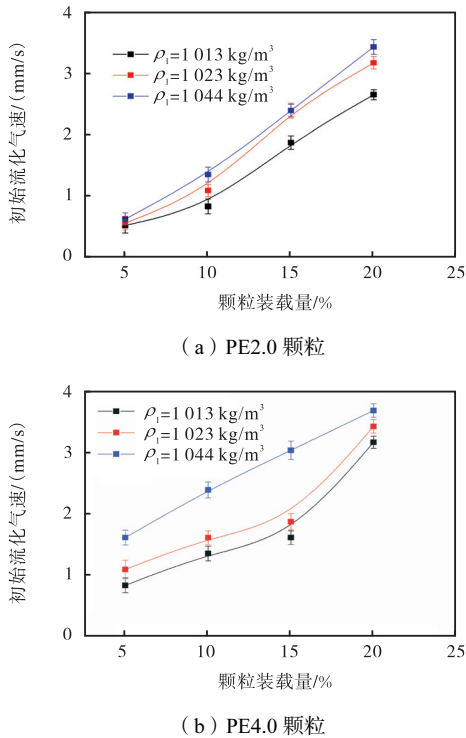 4
3
2
1
0
5
10
15
20
25
初始流化气速/(mm/s)
ρ₁=1 013 kg/m³
ρ₁=1 023 kg/m³
ρ₁=1 044 kg/m³
颗粒装载量/%
（a）PE2.0 颗粒
4
3
2
1
0
5
10
15
20
25
初始流化气速/(mm/s)
ρ₁=1 013 kg/m³
ρ₁=1 023 kg/m³
ρ₁=1 044 kg/m³
颗粒装载量/%
（b）PE4.0 颗粒